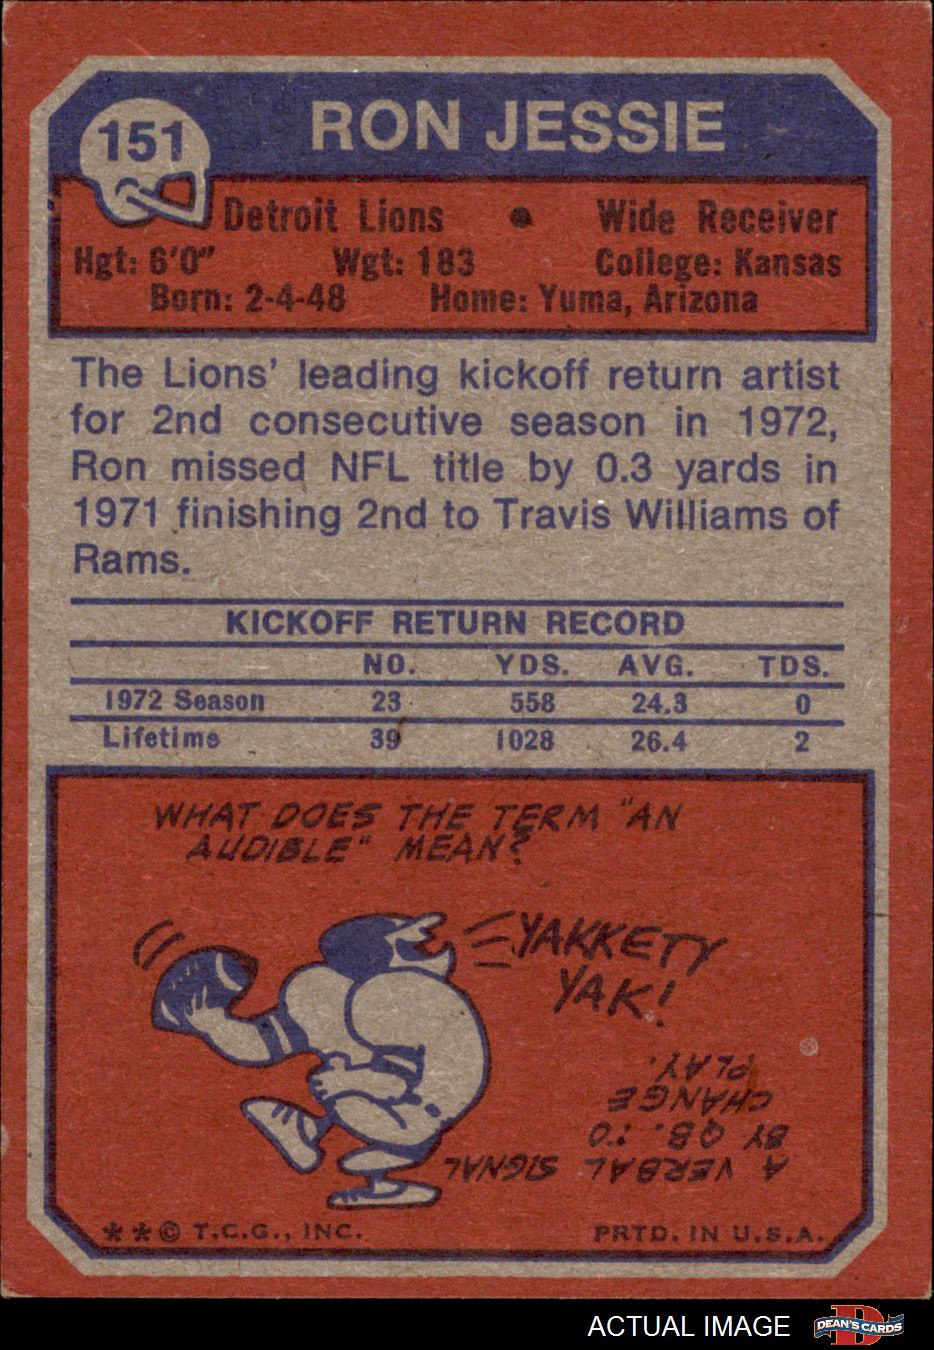 151
RON JESSIE
Detroit Lions • Wide Receiver
Hgt: 6'0" Wgt: 183 College: Kansas
Born: 2-4-48 Home: Yuma, Arizona
The Lions' leading kickoff return artist
for 2nd consecutive season in 1972,
Ron missed NFL title by 0.3 yards in
1971 finishing 2nd to Travis Williams of
Rams.
KICKOFF RETURN RECORD
NO. YDS. AVG. TDS.
1972 Season 23 558 24.3 0
Lifetime 39 1028 26.4 2
WHAT DOES THE TERM "AN
AUDIBLE" MEAN?
YAKKETY
YAK!
A VERBAL SIGNAL
BY QB. TO
CHANGE
PLAY.
**© T.C.G., INC. PRTD. IN U.S.A.
ACTUAL IMAGE
DEAN'S CARDS